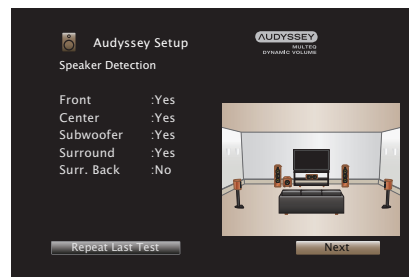 Audyssey Setup
AUDYSSEY
MULTEQ
DYNAMIC VOLUME
Speaker Detection
Front :Yes
Center :Yes
Subwoofer :Yes
Surround :Yes
Surr. Back :No
Repeat Last Test
Next